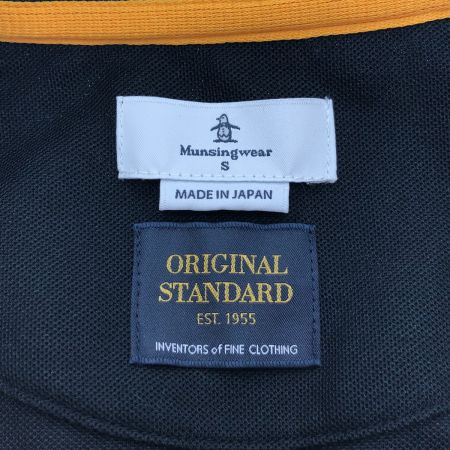 Munsingwear
S
MADE IN JAPAN
ORIGINAL
STANDARD
EST. 1955
INVENTORS of FINE CLOTHING